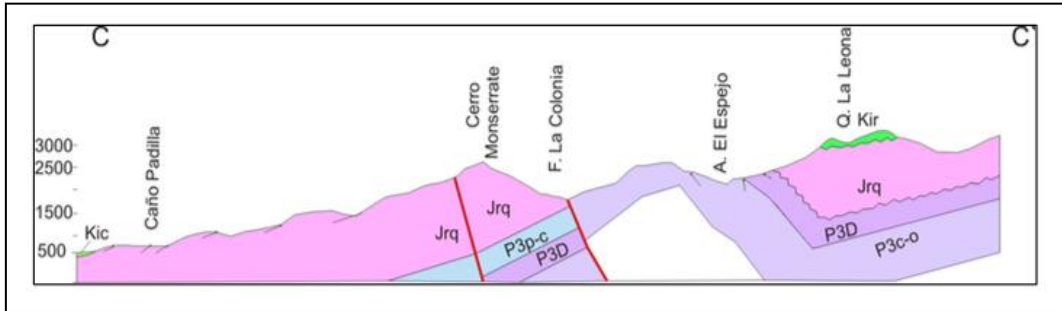 C
C'
Caño Padilla
Cerro
Monserrate
F. La Colonia
A. El Espejo
Q. La Leona
Kir
3000
2500
1500
500
Kic
Jrq
Jrq
P3p-c
P3D
Jrq
P3D
P3c-o